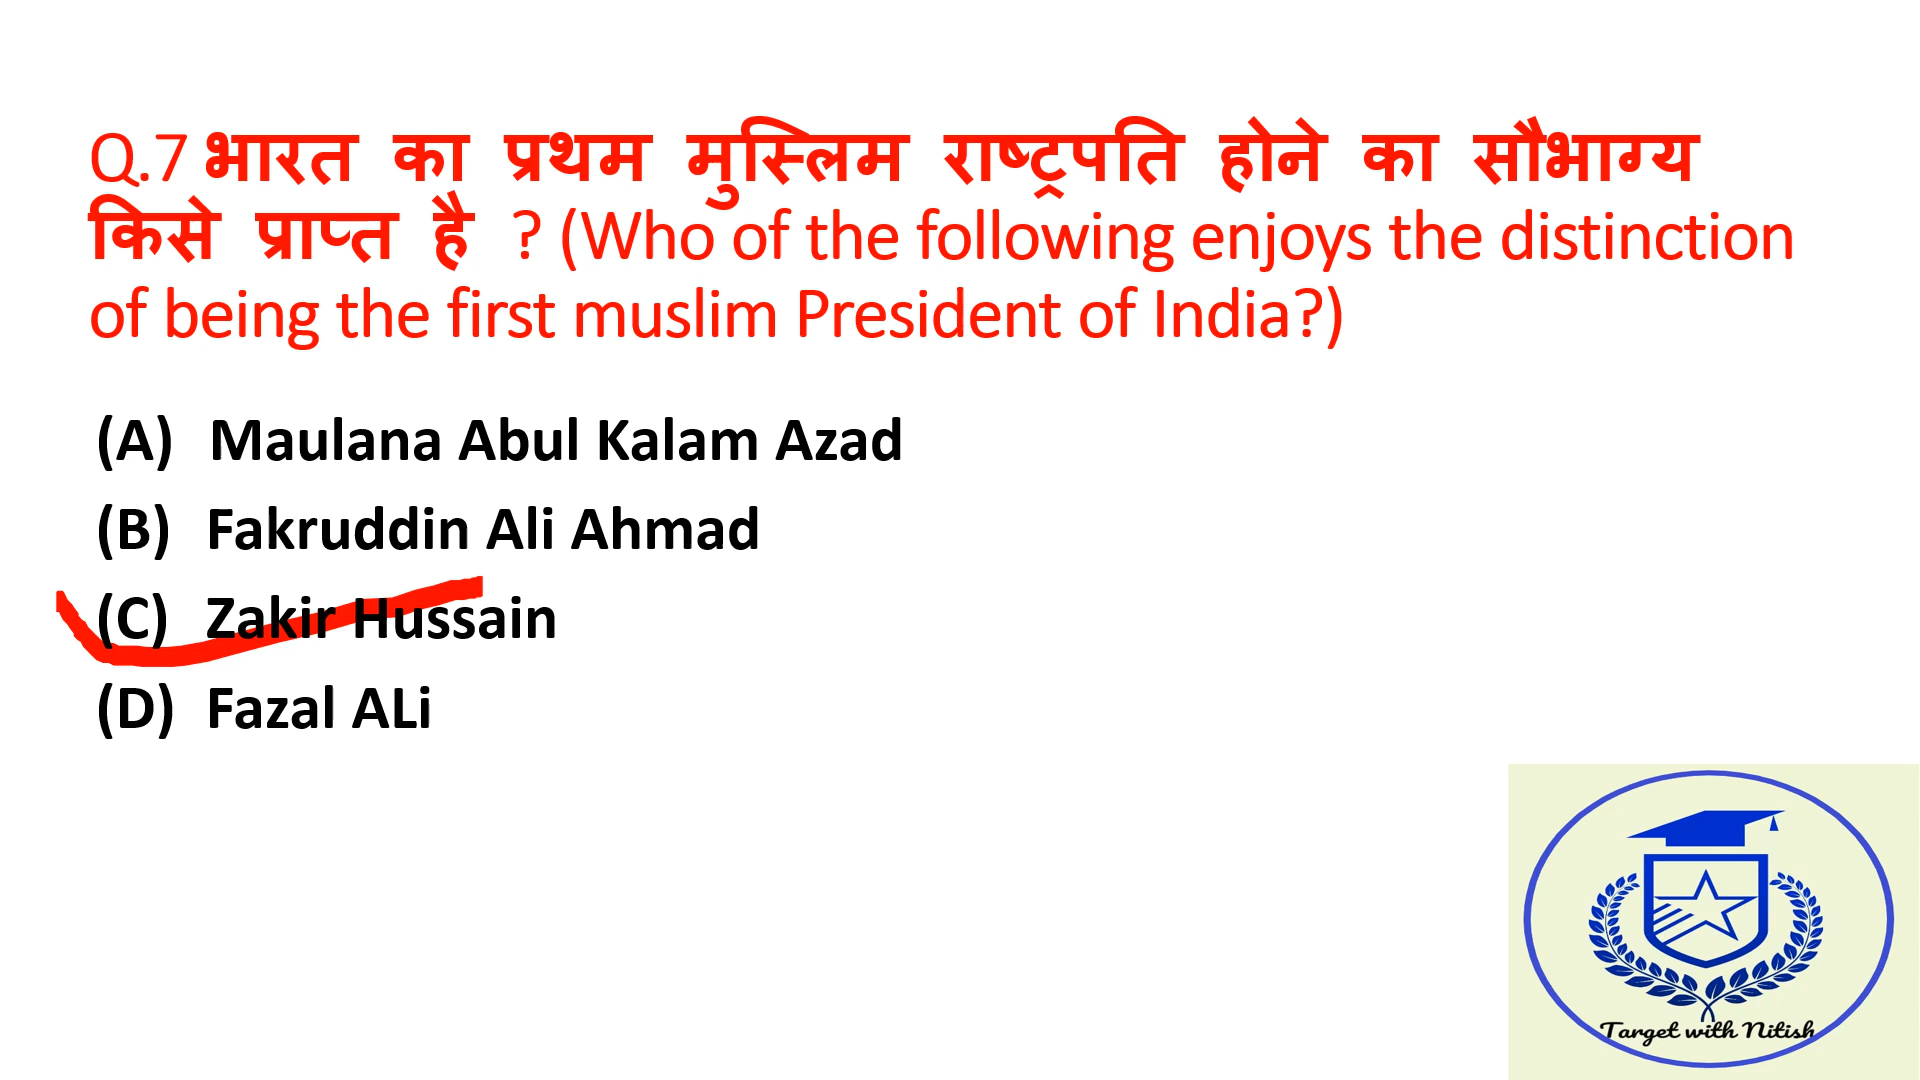 Q.7 भारत का प्रथम मुस्लिम राष्ट्रपति होने का सौभाग्य
किसे प्राप्त है ? (Who of the following enjoys the distinction
of being the first muslim President of India?)
(A) Maulana Abul Kalam Azad
(B) Fakruddin Ali Ahmad
(C) Zakir Hussain
(D) Fazal ALi
Target with Nitish